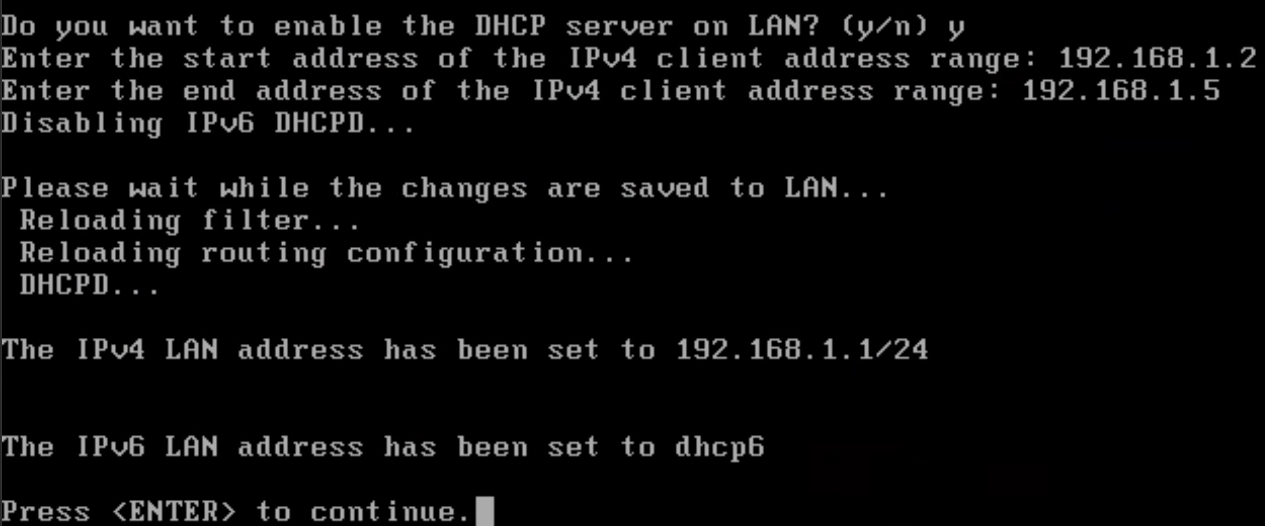 Do you want to enable the DHCP server on LAN? (y/n) y
Enter the start address of the IPv4 client address range: 192.168.1.2
Enter the end address of the IPv4 client address range: 192.168.1.5
Disabling IPv6 DHCPD...
Please wait while the changes are saved to LAN...
Reloading filter...
Reloading routing configuration...
DHCPD...
The IPv4 LAN address has been set to 192.168.1.1/24
The IPv6 LAN address has been set to dhcp6
Press <ENTER> to continue.